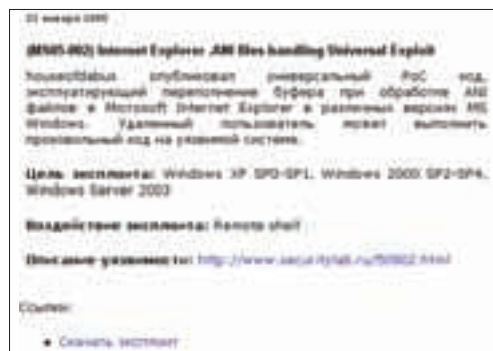 22 января 2005
(MS05-002) Internet Explorer .ANI files handling Universal Exploit
houseofdabus опубликовал универсальный PoC код,
эксплуатирующий переполнение буфера при обработке ANI
файлов в Microsoft Internet Explorer в различных версиях MS
Windows. Удаленный пользователь может выполнить
произвольный код на уязвимой системе.
Цель эксплоита: Windows XP SP0-SP1, Windows 2000 SP2-SP4,
Windows Server 2003
Воздействие эксплоита: Remote shell
Описание уязвимости: http://www.securitylab.ru/50902.html
Ссылки:
Скачать эксплоит